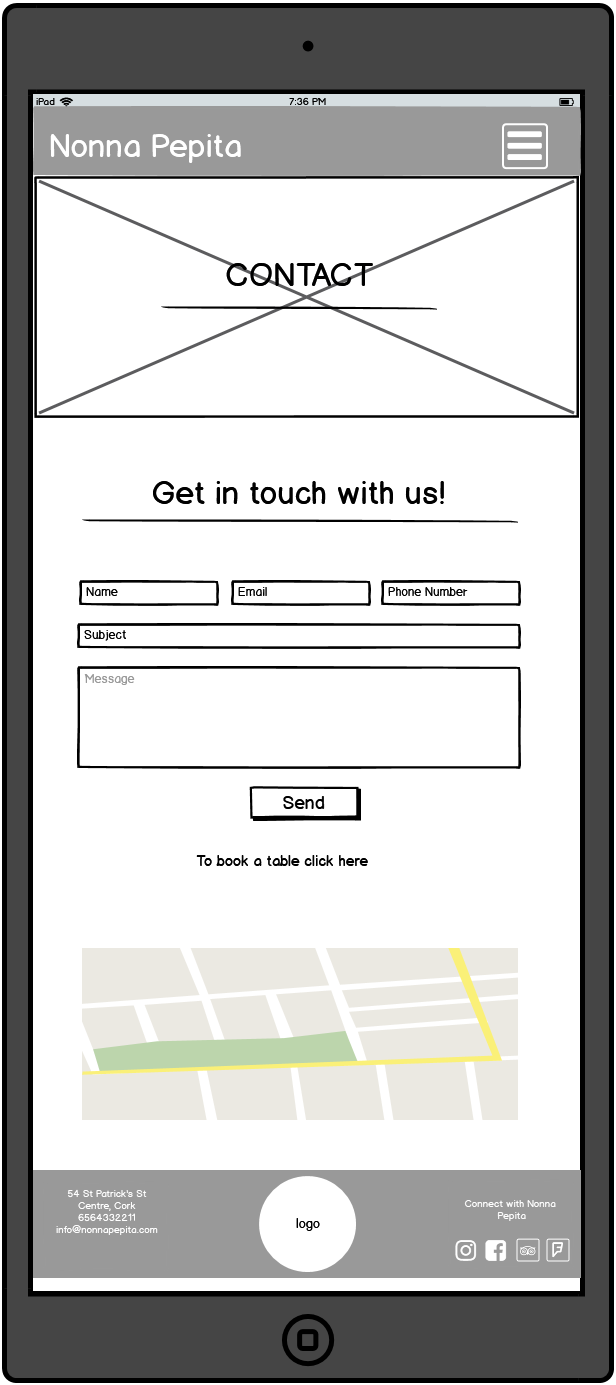 iPad 7:36 PM
Nonna Pepita
CONTACT
Get in touch with us!
Name Email Phone Number
Subject
Message
Send
To book a table click here
54 St Patrick's St
Centre, Cork
6564332211
info@nonnapepita.com
logo
Connect with Nonna
Pepita